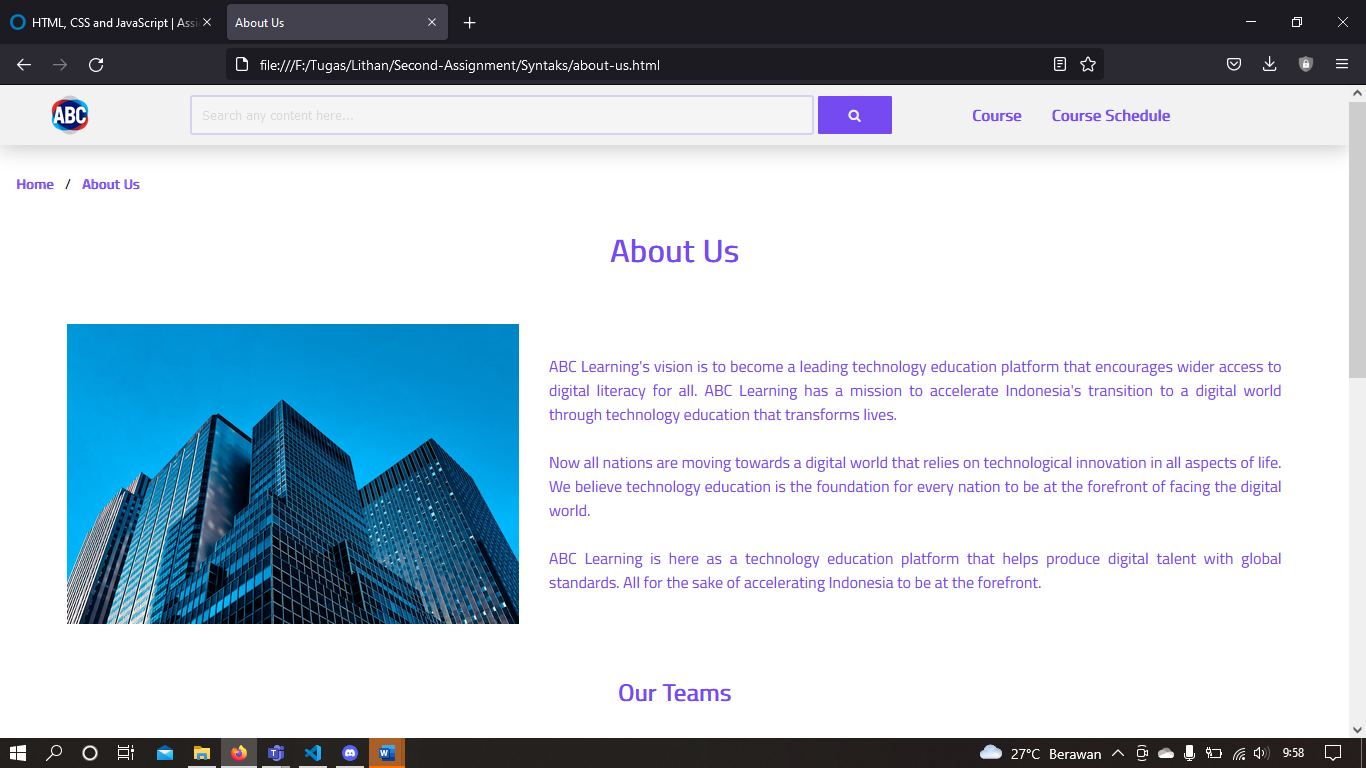 HTML, CSS and JavaScript | Assi
About Us
file:///F:/Tugas/Lithan/Second-Assignment/Syntaks/about-us.html
ABC
Search any content here...
Course
Course Schedule
Home / About Us
About Us
ABC Learning's vision is to become a leading technology education platform that encourages wider access to
digital literacy for all. ABC Learning has a mission to accelerate Indonesia's transition to a digital world
through technology education that transforms lives.
Now all nations are moving towards a digital world that relies on technological innovation in all aspects of life.
We believe technology education is the foundation for every nation to be at the forefront of facing the digital
world.
ABC Learning is here as a technology education platform that helps produce digital talent with global
standards. All for the sake of accelerating Indonesia to be at the forefront.
Our Teams
27°C Berawan
9:58